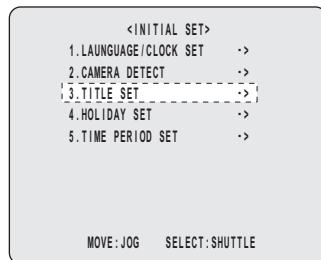 <INITIAL SET>
1.LAUNGUAGE/CLOCK SET ->
2.CAMERA DETECT ->
3.TITLE SET ->
4.HOLIDAY SET ->
5.TIME PERIOD SET ->
MOVE:JOG SELECT:SHUTTLE